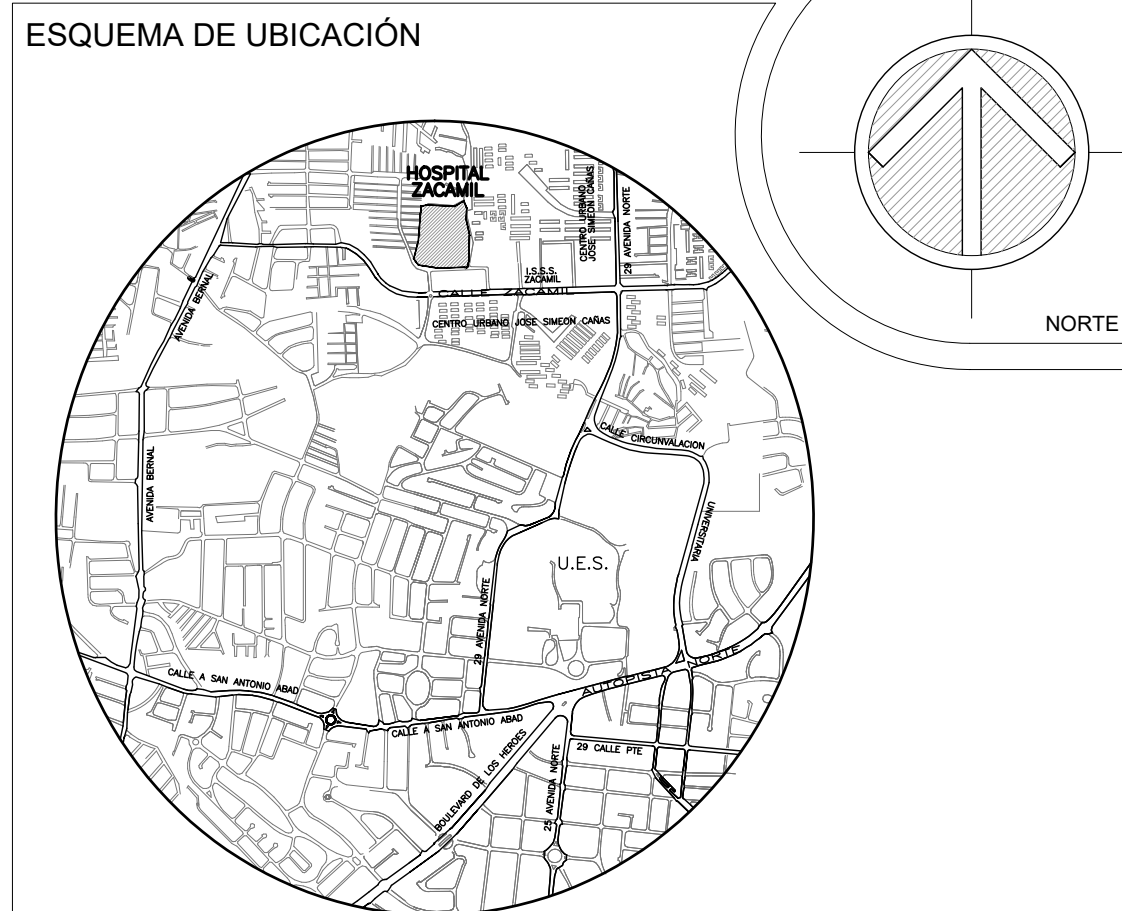 ESQUEMA DE UBICACIÓN
NORTE
HOSPITAL
ZACAMIL
CENTRO URBANO
JOSE SIMEON CAÑAS
29 AVENIDA NORTE
I.S.S.S.
ZACAMIL
CALLE ZACAMIL
CENTRO URBANO JOSE SIMEON CAÑAS
AVENIDA BERNAL
CALLE CIRCUNVALACION
AVENIDA BERNAL
UNIVERSITARIA
U.E.S.
29 AVENIDA NORTE
AUTOPISTA NORTE
CALLE A SAN ANTONIO ABAD
CALLE A SAN ANTONIO ABAD
BOULEVARD DE LOS HEROES
25 AVENIDA NORTE
29 CALLE PTE